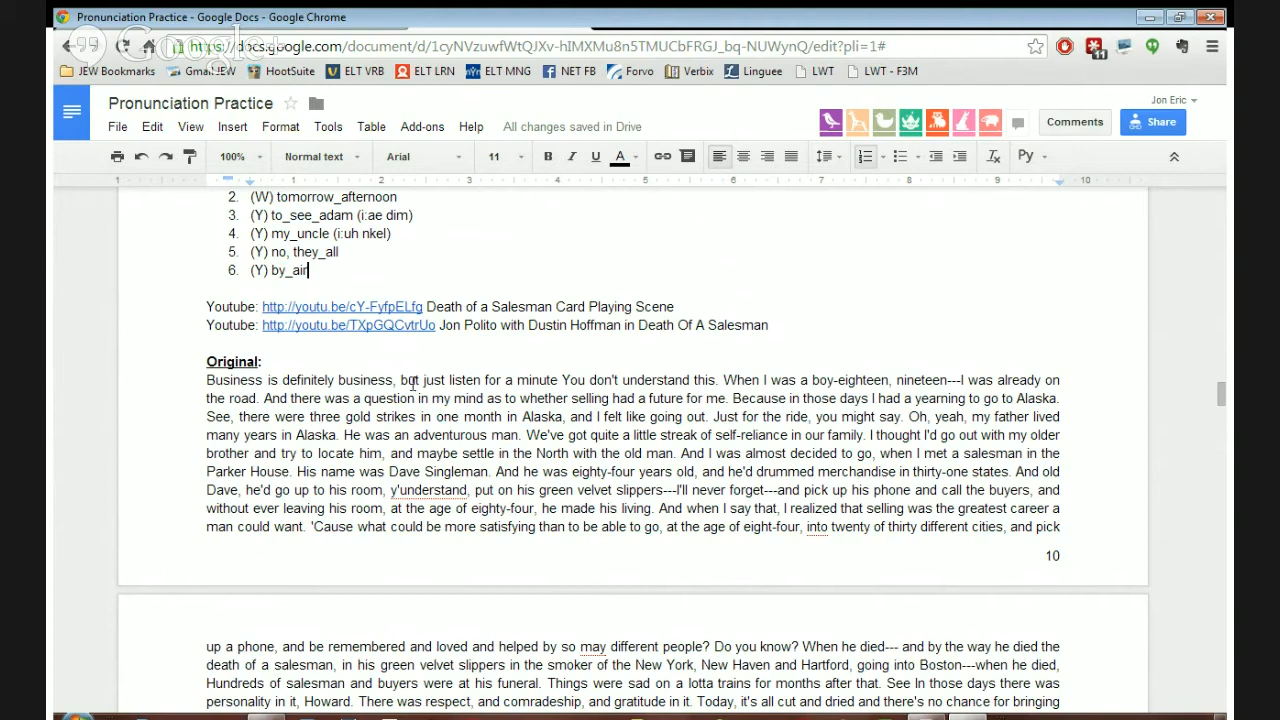 Pronunciation Practice - Google Docs - Google Chrome
Google+
https://docs.google.com/document/d/1cyNVzuwfWtQJXv-hIMXMu8n5TMUCbFRGJ_bq-NUWynQ/edit?pli=1#
11
JEW Bookmarks Gmail JEW HootSuite ELT VRB ELT LRN ELT MNG NET FB Forvo Verbix Linguee LWT LWT - F3M
Pronunciation Practice
Jon Eric
File Edit View Insert Format Tools Table Add-ons Help All changes saved in Drive
Comments Share
100% Normal text Arial 11 B I U A Py
1 1 2 3 4 5 6 7 8 9 10
2. (W) tomorrow_afternoon
3. (Y) to_see_adam (i:ae dim)
4. (Y) my_uncle (i:uh nkel)
5. (Y) no, they_all
6. (Y) by_air
Youtube: http://youtu.be/cY-FyfpELfg Death of a Salesman Card Playing Scene
Youtube: http://youtu.be/TXpGQCvtrUo Jon Polito with Dustin Hoffman in Death Of A Salesman
Original:
Business is definitely business, but just listen for a minute You don't understand this. When I was a boy-eighteen, nineteen---I was already on
the road. And there was a question in my mind as to whether selling had a future for me. Because in those days I had a yearning to go to Alaska.
See, there were three gold strikes in one month in Alaska, and I felt like going out. Just for the ride, you might say. Oh, yeah, my father lived
many years in Alaska. He was an adventurous man. We've got quite a little streak of self-reliance in our family. I thought I'd go out with my older
brother and try to locate him, and maybe settle in the North with the old man. And I was almost decided to go, when I met a salesman in the
Parker House. His name was Dave Singleman. And he was eighty-four years old, and he'd drummed merchandise in thirty-one states. And old
Dave, he'd go up to his room, y'understand, put on his green velvet slippers---I'll never forget---and pick up his phone and call the buyers, and
without ever leaving his room, at the age of eighty-four, he made his living. And when I say that, I realized that selling was the greatest career a
man could want. 'Cause what could be more satisfying than to be able to go, at the age of eight-four, into twenty of thirty different cities, and pick
10
up a phone, and be remembered and loved and helped by so may different people? Do you know? When he died--- and by the way he died the
death of a salesman, in his green velvet slippers in the smoker of the New York, New Haven and Hartford, going into Boston---when he died,
Hundreds of salesman and buyers were at his funeral. Things were sad on a lotta trains for months after that. See In those days there was
personality in it, Howard. There was respect, and comradeship, and gratitude in it. Today, it's all cut and dried and there's no chance for bringing